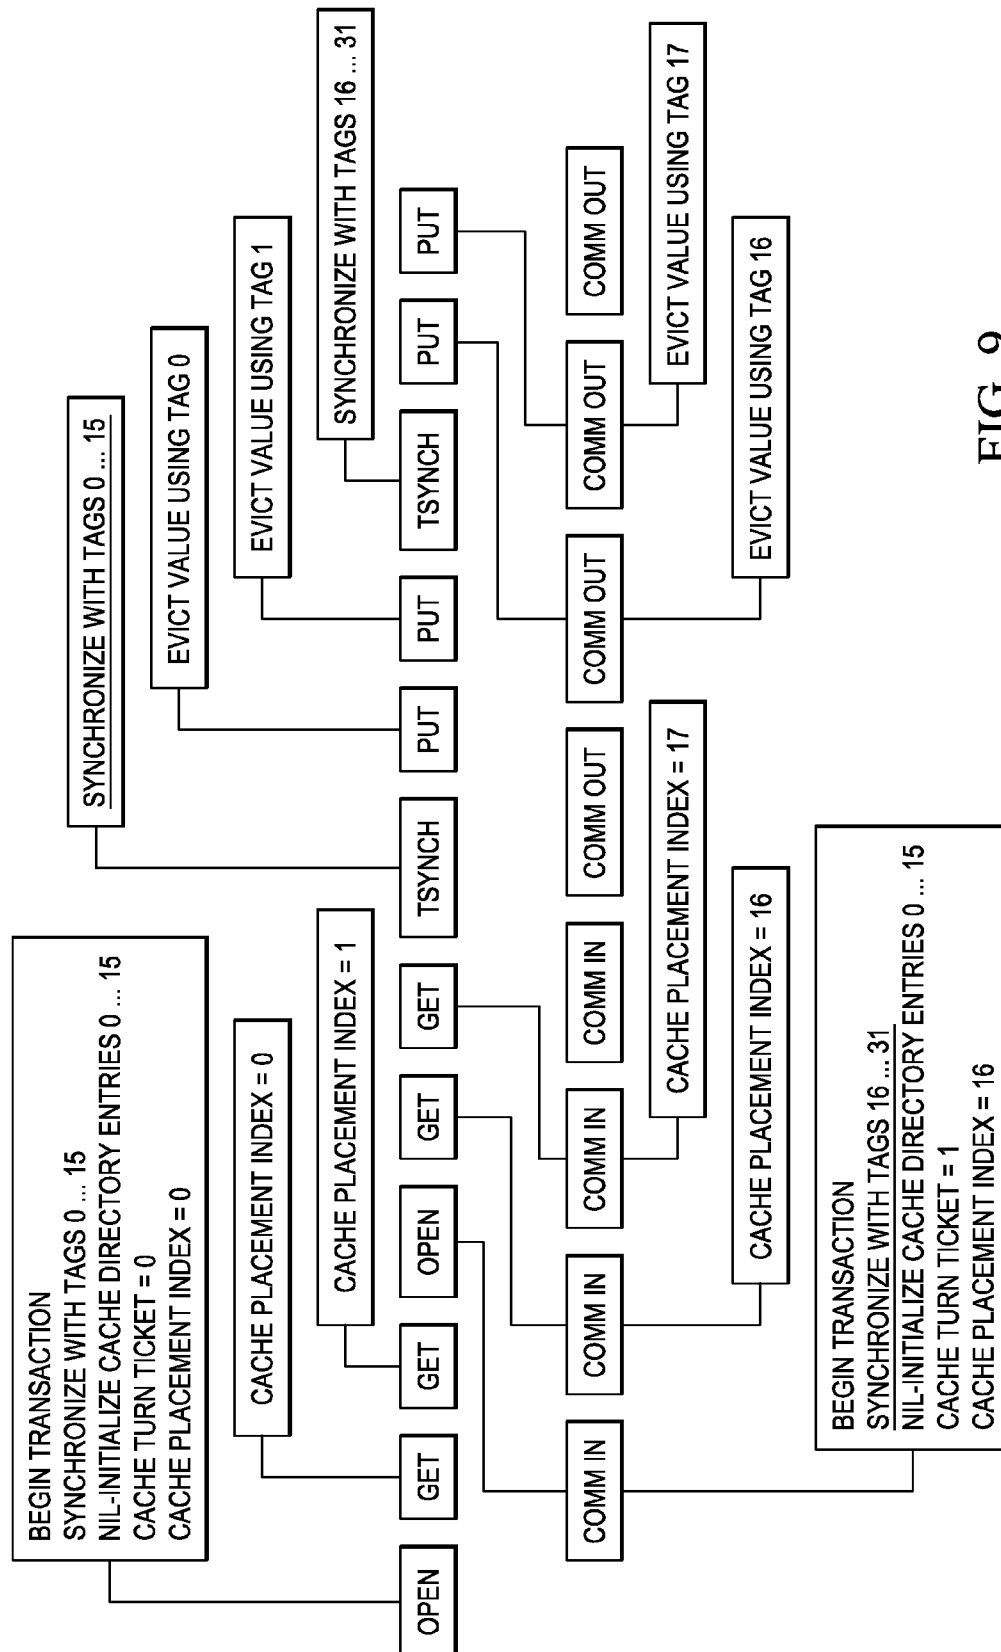 BEGIN TRANSACTION
SYNCHRONIZE WITH TAGS 0 ... 15
NIL-INITIALIZE CACHE DIRECTORY ENTRIES 0 ... 15
CACHE TURN TICKET = 0
CACHE PLACEMENT INDEX = 0
SYNCHRONIZE WITH TAGS 0 ... 15
EVICT VALUE USING TAG 0
CACHE PLACEMENT INDEX = 0
EVICT VALUE USING TAG 1
CACHE PLACEMENT INDEX = 1
SYNCHRONIZE WITH TAGS 16 ... 31
OPEN
GET
GET
OPEN
GET
GET
TSYNCH
PUT
PUT
TSYNCH
PUT
PUT
COMM IN
COMM IN
COMM IN
COMM IN
COMM OUT
COMM OUT
COMM OUT
COMM OUT
CACHE PLACEMENT INDEX = 17
EVICT VALUE USING TAG 17
CACHE PLACEMENT INDEX = 16
EVICT VALUE USING TAG 16
BEGIN TRANSACTION
SYNCHRONIZE WITH TAGS 16 ... 31
NIL-INITIALIZE CACHE DIRECTORY ENTRIES 0 ... 15
CACHE TURN TICKET = 1
CACHE PLACEMENT INDEX = 16
FIG. 9